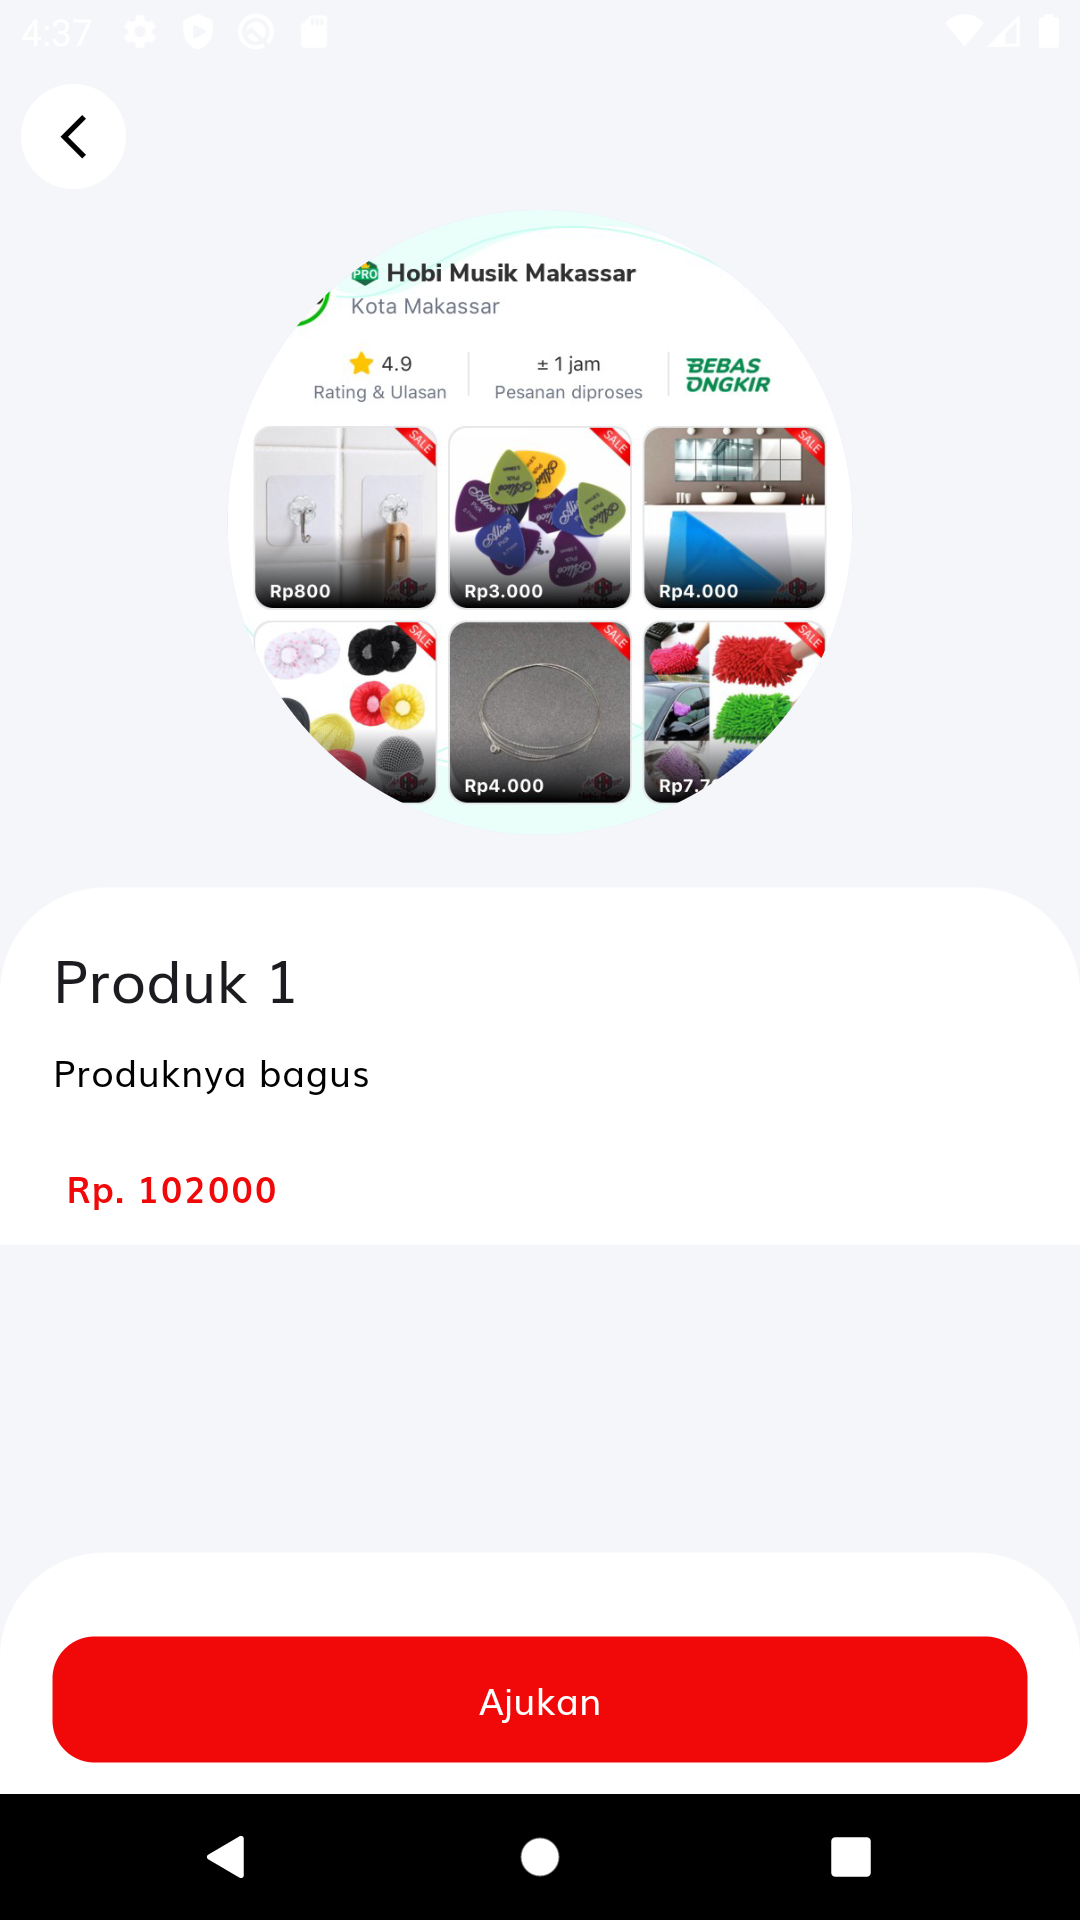 4:37
PRO Hobi Musik Makassar
Kota Makassar
4.9
Rating & Ulasan
± 1 jam
Pesanan diproses
BEBAS
ONGKIR
SALE
SALE
SALE
Rp800
Rp3.000
Rp4.000
SALE
SALE
SALE
Rp4.000
Rp7.7
Produk 1
Produknya bagus
Rp. 102000
Ajukan